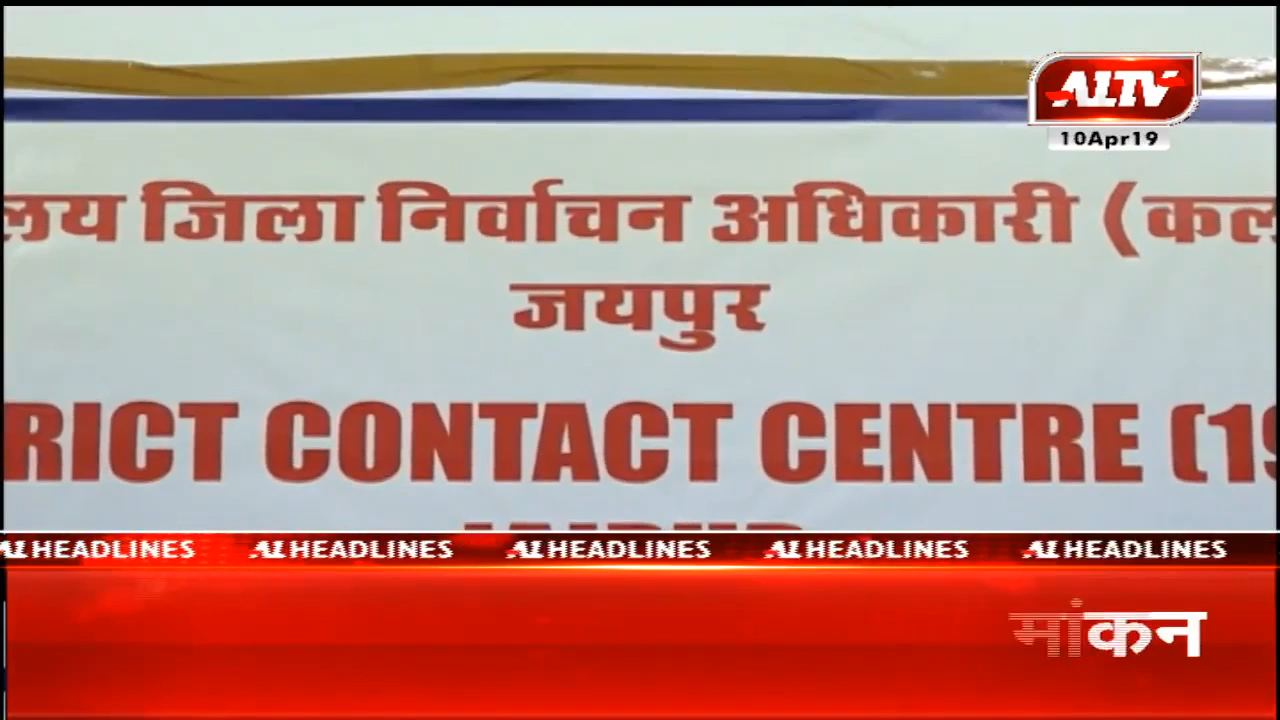 ALTV
10Apr19
लय जिला निर्वाचन अधिकारी (कल
जयपुर
RICT CONTACT CENTRE (19
JAIPUR
AL HEADLINES AL HEADLINES AL HEADLINES AL HEADLINES AL HEADLINES
मांकन